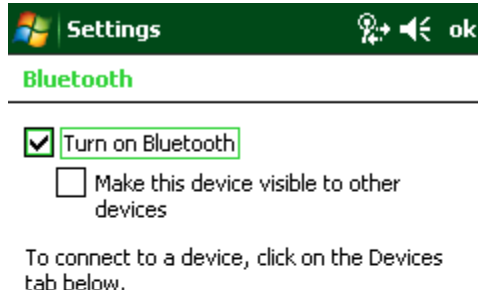 Settings ok
Bluetooth
Turn on Bluetooth
Make this device visible to other
devices
To connect to a device, click on the Devices
tab below.